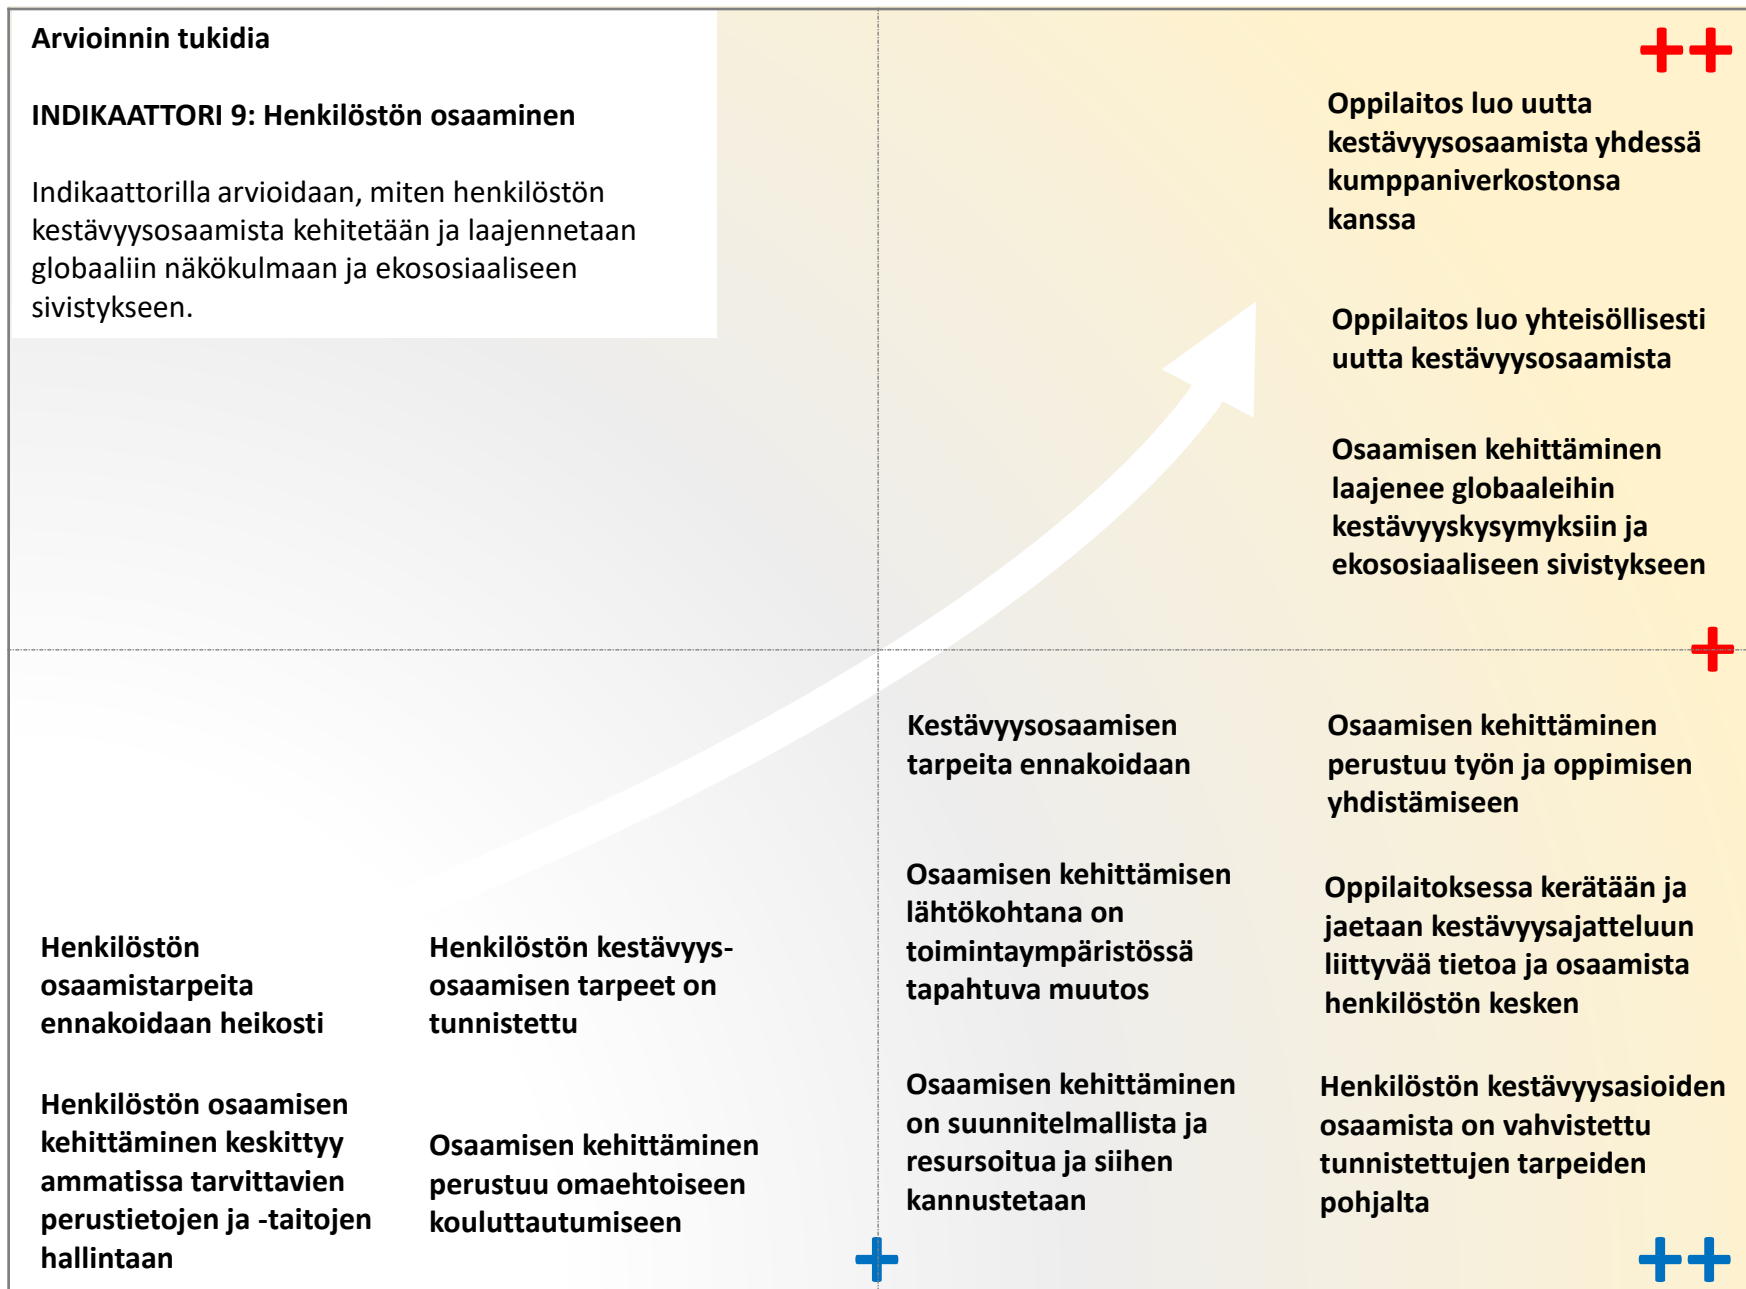 Arvioinnin tukidia
INDIKAATTORI 9: Henkilöstön osaaminen
Indikaattorilla arvioidaan, miten henkilöstön
kestävyysosaamista kehitetään ja laajennetaan
globaaliin näkökulmaan ja ekososiaaliseen
sivistykseen.
++
Oppilaitos luo uutta
kestävyysosaamista yhdessä
kumppaniverkostonsa
kanssa
Oppilaitos luo yhteisöllisesti
uutta kestävyysosaamista
Osaamisen kehittäminen
laajenee globaaleihin
kestävyyskysymyksiin ja
ekososiaaliseen sivistykseen
+
Henkilöstön
osaamistarpeita
ennakoidaan heikosti
Henkilöstön osaamisen
kehittäminen keskittyy
ammatissa tarvittavien
perustietojen ja -taitojen
hallintaan
Henkilöstön kestävyys-
osaamisen tarpeet on
tunnistettu
Osaamisen kehittäminen
perustuu omaehtoiseen
kouluttautumiseen
+
Kestävyysosaamisen
tarpeita ennakoidaan
Osaamisen kehittämisen
lähtökohtana on
toimintaympäristössä
tapahtuva muutos
Osaamisen kehittäminen
on suunnitelmallista ja
resursoitua ja siihen
kannustetaan
Osaamisen kehittäminen
perustuu työn ja oppimisen
yhdistämiseen
Oppilaitoksessa kerätään ja
jaetaan kestävyysajatteluun
liittyvää tietoa ja osaamista
henkilöstön kesken
Henkilöstön kestävyysasioiden
osaamista on vahvistettu
tunnistettujen tarpeiden
pohjalta
++